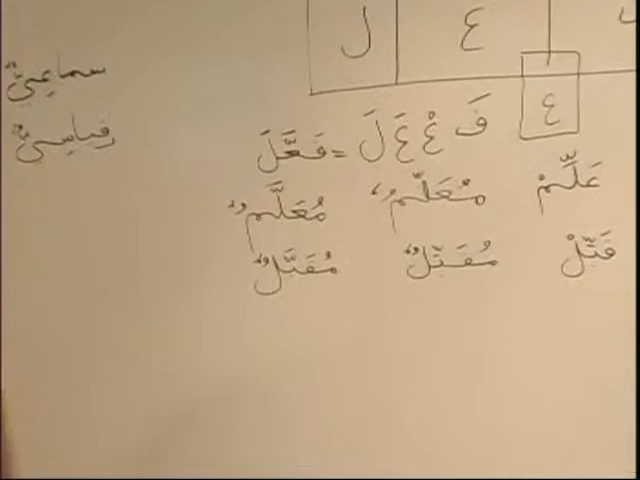 ع ل
ع
فَ عْ عَ لَ = فَعَّلَ
عَلِّمْ مُعَلِّمٌ مُعَلَّمٌ
قَتِّلْ مُقَتِّلٌ مُقَتَّلٌ
سماعيٌّ
قياسيٌّ